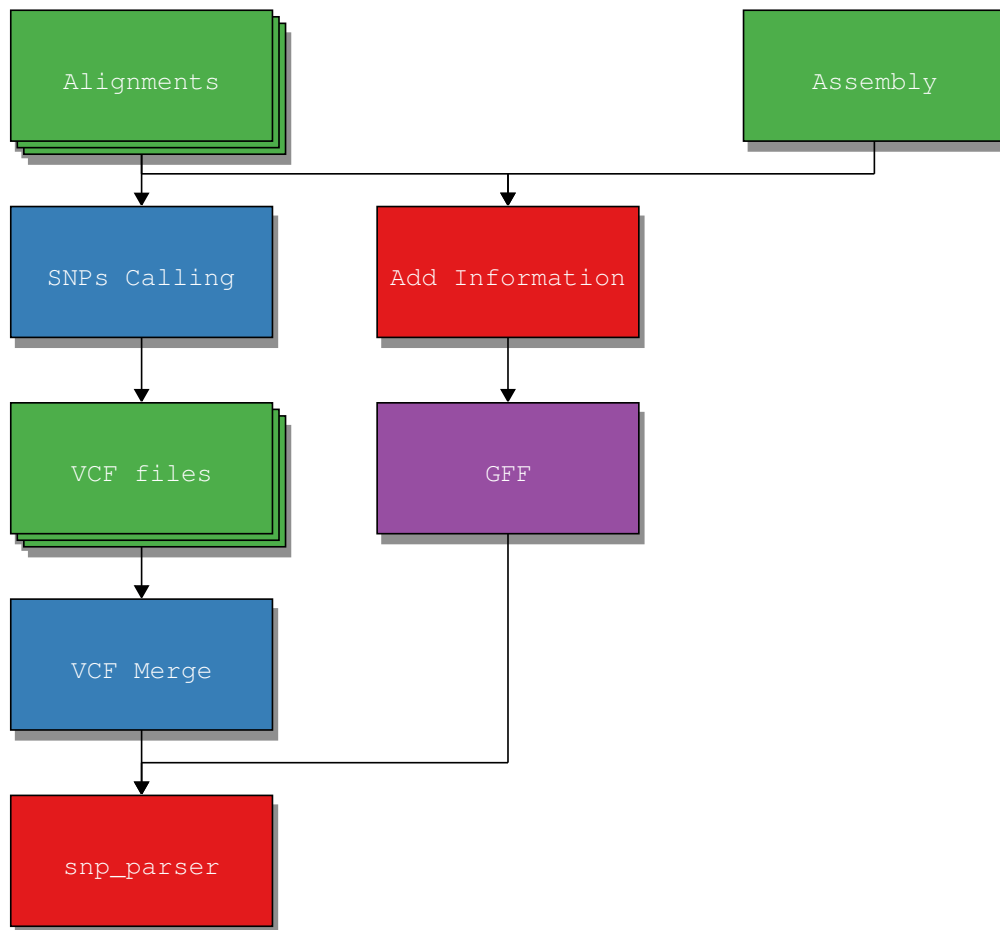 Alignments
Assembly
SNPs Calling
Add Information
VCF files
GFF
VCF Merge
snp_parser